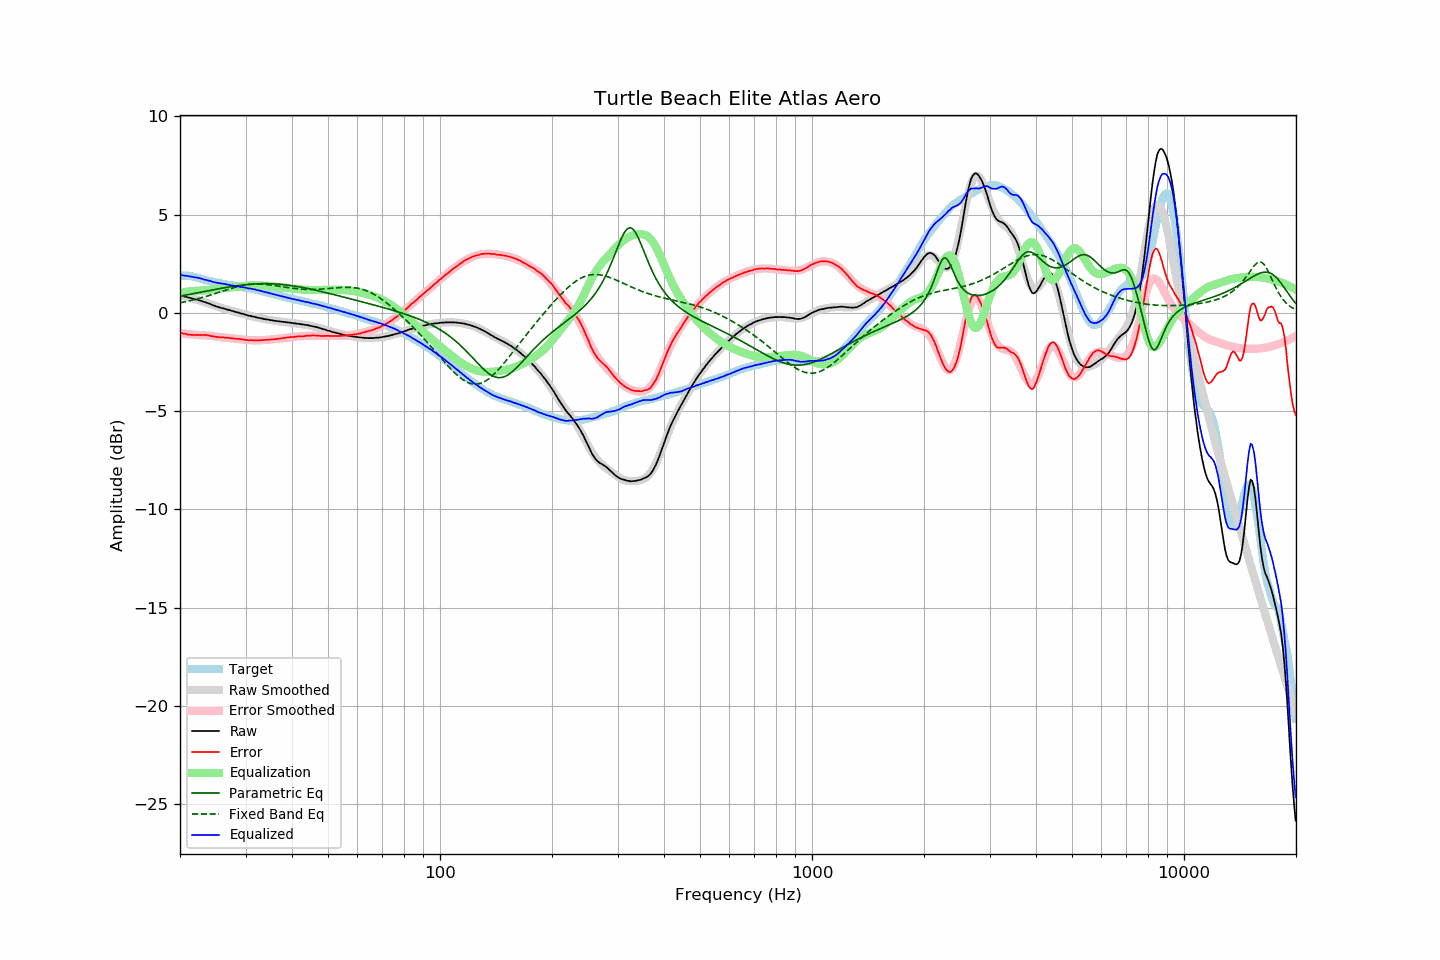 Turtle Beach Elite Atlas Aero
10
5
0
−5
−10
−15
−20
−25
Amplitude (dBr)
Target
Raw Smoothed
Error Smoothed
Raw
Error
Equalization
Parametric Eq
Fixed Band Eq
Equalized
100
1000
10000
Frequency (Hz)